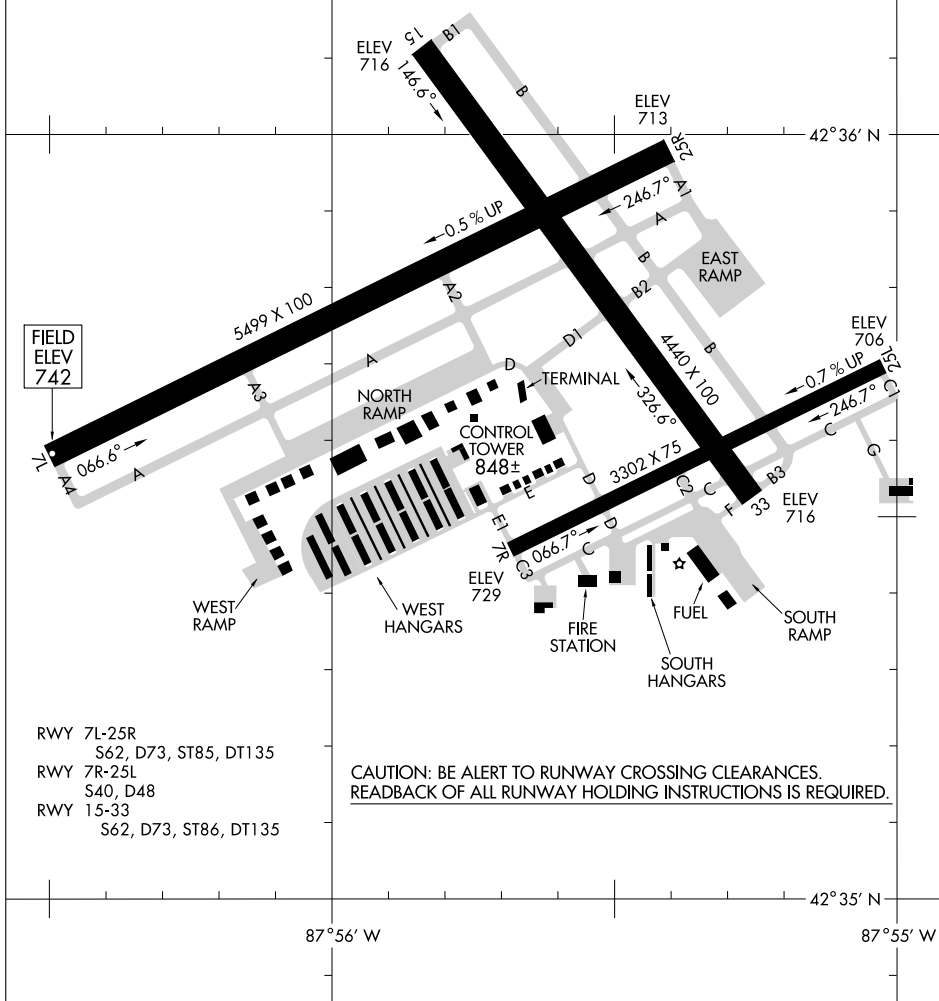 15
B1
ELEV
716
146.6°
B
ELEV
713
42°36' N
25R
A1
246.7°
0.5 % UP
A
EAST
RAMP
B
B2
A2
5499 X 100
ELEV
706
FIELD
ELEV
742
D1
4440 X 100
B
25L
A
D
0.7 % UP
TERMINAL
A3
NORTH
RAMP
326.6°
246.7°
C1
CONTROL
TOWER
848±
C
7L
066.6°
A
G
3302 X 75
A4
D
C2
C
B3
E
33
ELEV
716
E1
D
F
7R
066.7°
C
C3
ELEV
729
WEST
RAMP
WEST
HANGARS
FIRE
STATION
FUEL
SOUTH
RAMP
SOUTH
HANGARS
RWY 7L-25R
S62, D73, ST85, DT135
RWY 7R-25L
S40, D48
RWY 15-33
S62, D73, ST86, DT135
CAUTION: BE ALERT TO RUNWAY CROSSING CLEARANCES.
READBACK OF ALL RUNWAY HOLDING INSTRUCTIONS IS REQUIRED.
42°35' N
87°56' W
87°55' W